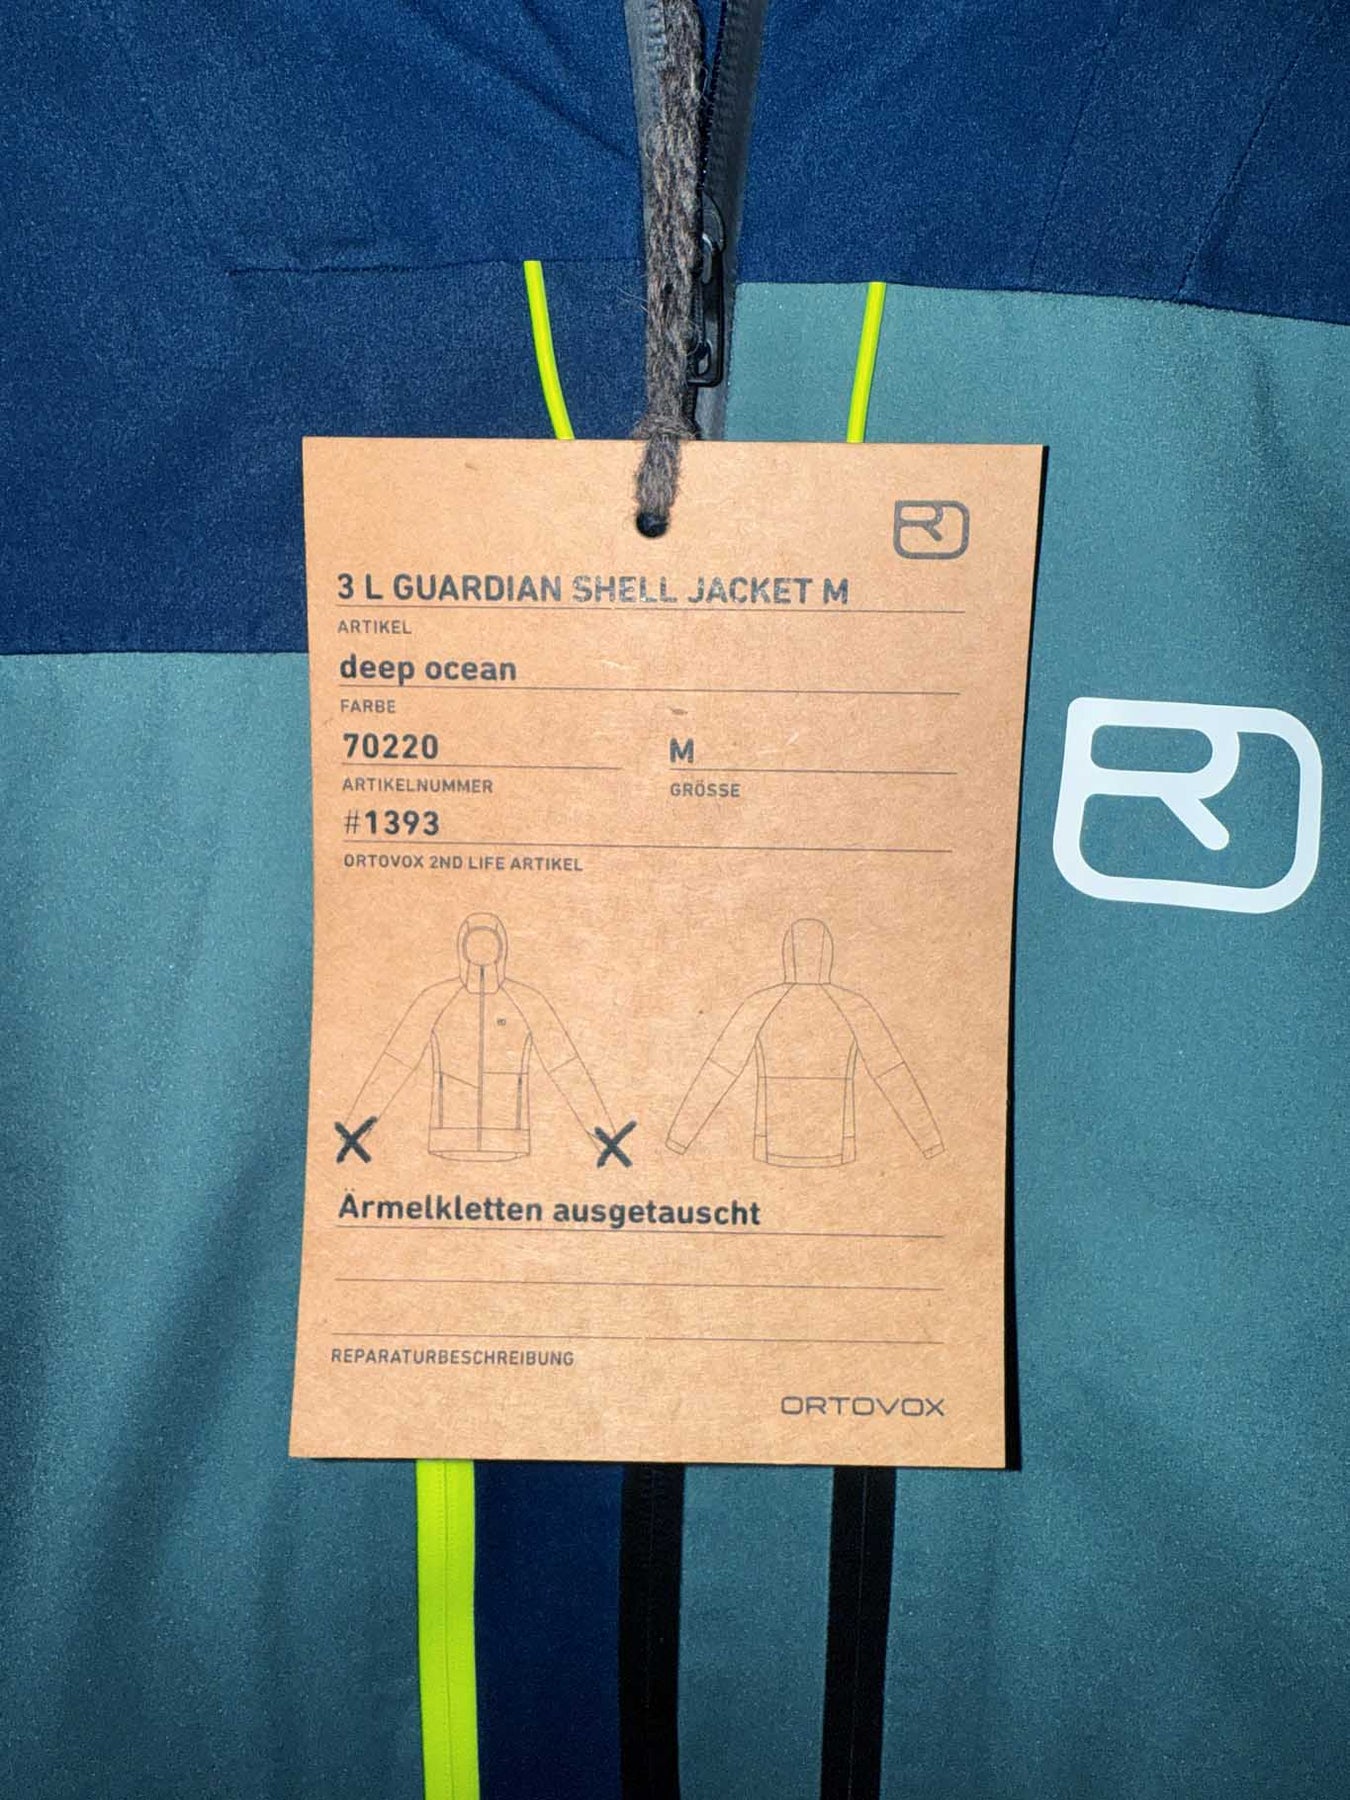 3 L GUARDIAN SHELL JACKET M
ARTIKEL
deep ocean
FARBE
70220 M
ARTIKELNUMMER GRÖSSE
#1393
ORTOVOX 2ND LIFE ARTIKEL
X X
Ärmelkletten ausgetauscht
REPARATURBESCHREIBUNG
ORTOVOX